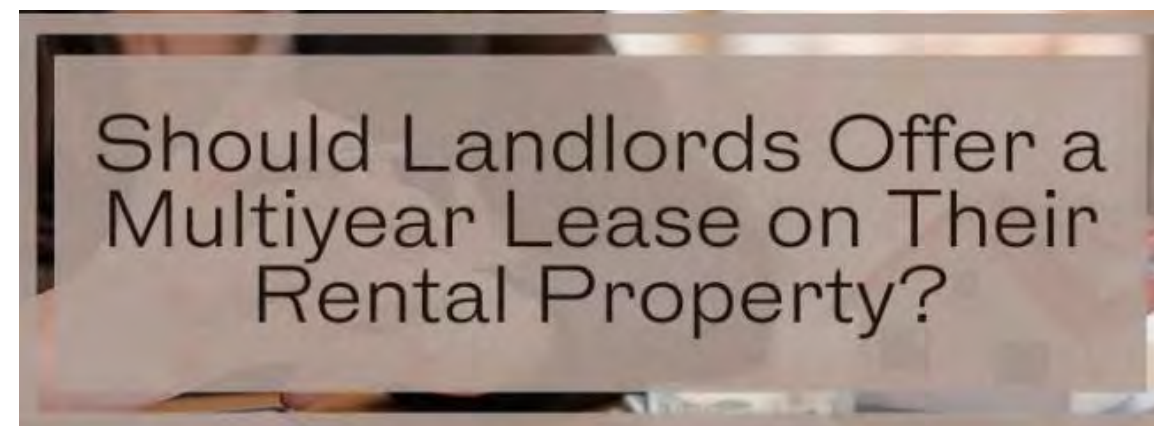 Should Landlords Offer a
Multiyear Lease on Their
Rental Property?